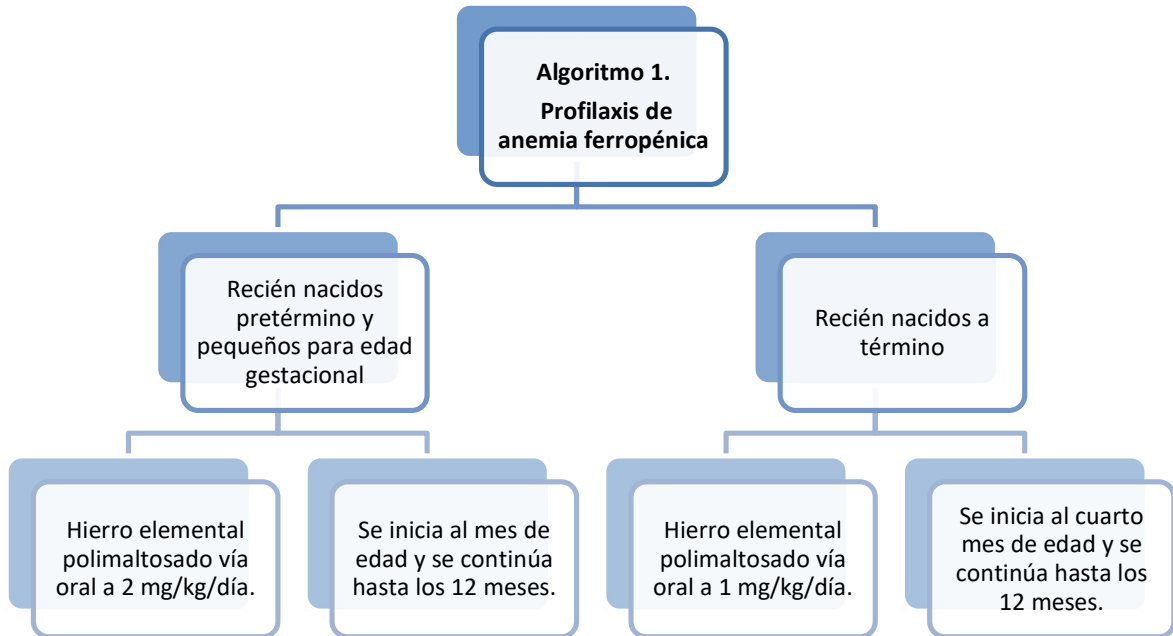 Algoritmo 1.
Profilaxis de
anemia ferropénica
Recién nacidos
pretérmino y
pequeños para edad
gestacional
Recién nacidos a
término
Hierro elemental
polimaltosado vía
oral a 2 mg/kg/día.
Se inicia al mes de
edad y se continúa
hasta los 12 meses.
Hierro elemental
polimaltosado vía
oral a 1 mg/kg/día.
Se inicia al cuarto
mes de edad y se
continúa hasta los
12 meses.